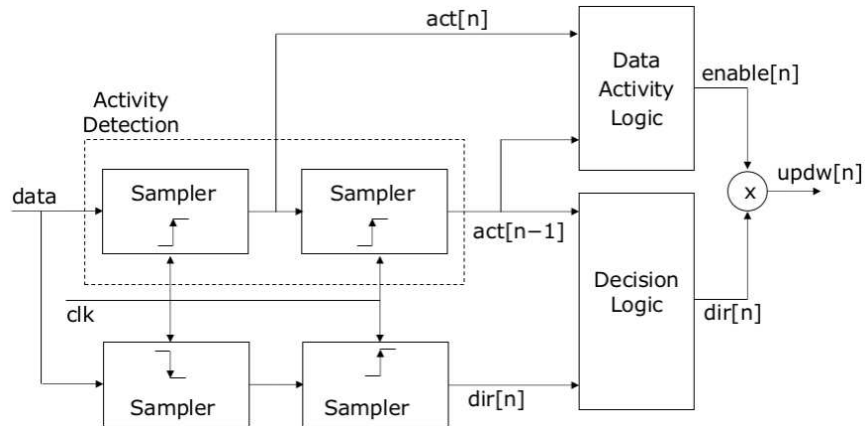 act[n]
Data
Activity
Logic
enable[n]
Activity
Detection
data
Sampler
Sampler
act[n−1]
x
updw[n]
clk
Decision
Logic
dir[n]
Sampler
Sampler
dir[n]